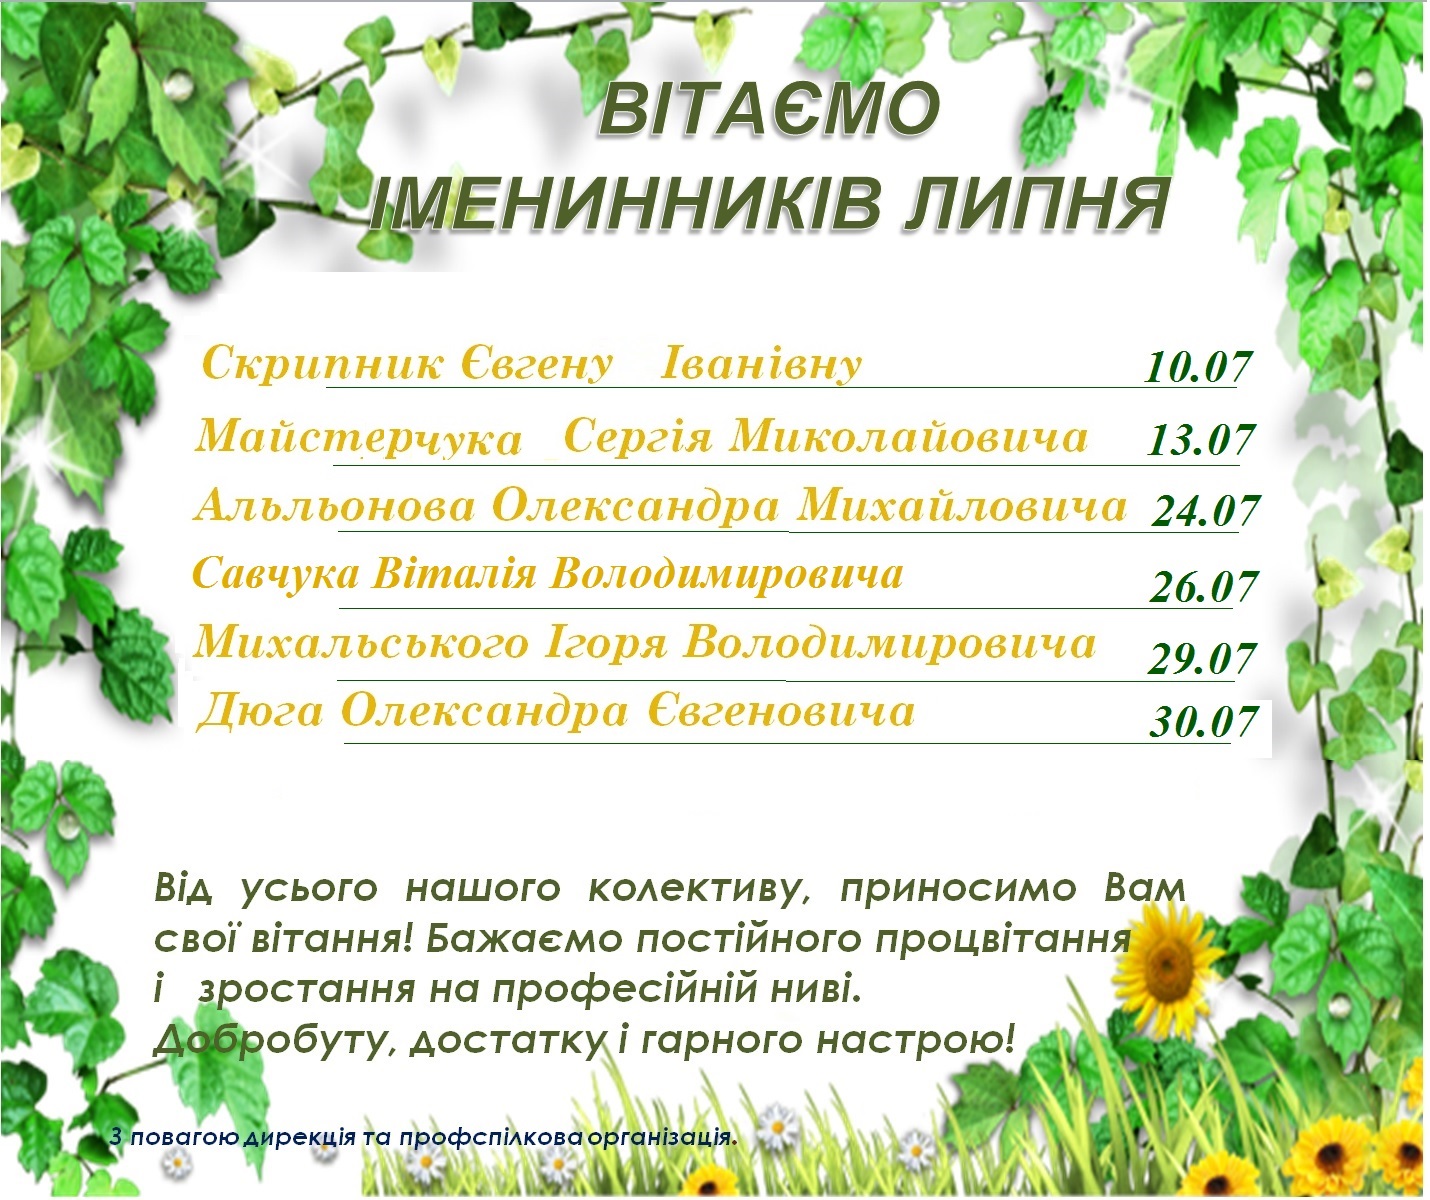 ВІТАЄМО
ІМЕНИННИКІВ ЛИПНЯ
Скрипник Євгену Іванівну 10.07
Майстерчука Сергія Миколайовича 13.07
Альльонова Олександра Михайловича 24.07
Савчука Віталія Володимировича 26.07
Михальського Ігоря Володимировича 29.07
Дюга Олександра Євгеновича 30.07
Від усього нашого колективу, приносимо Вам
свої вітання! Бажаємо постійного процвітання
і зростання на професійній ниві.
Добробуту, достатку і гарного настрою!
З повагою дирекція та профспілкова організація.